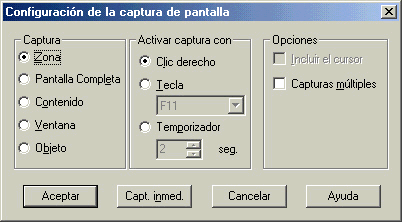 Configuración de la captura de pantalla
Captura
Zona
Pantalla Completa
Contenido
Ventana
Objeto
Activar captura con
Clic derecho
Tecla
F11
Temporizador
2 seg.
Opciones
Incluir el cursor
Capturas múltiples
Aceptar
Capt. inmed.
Cancelar
Ayuda